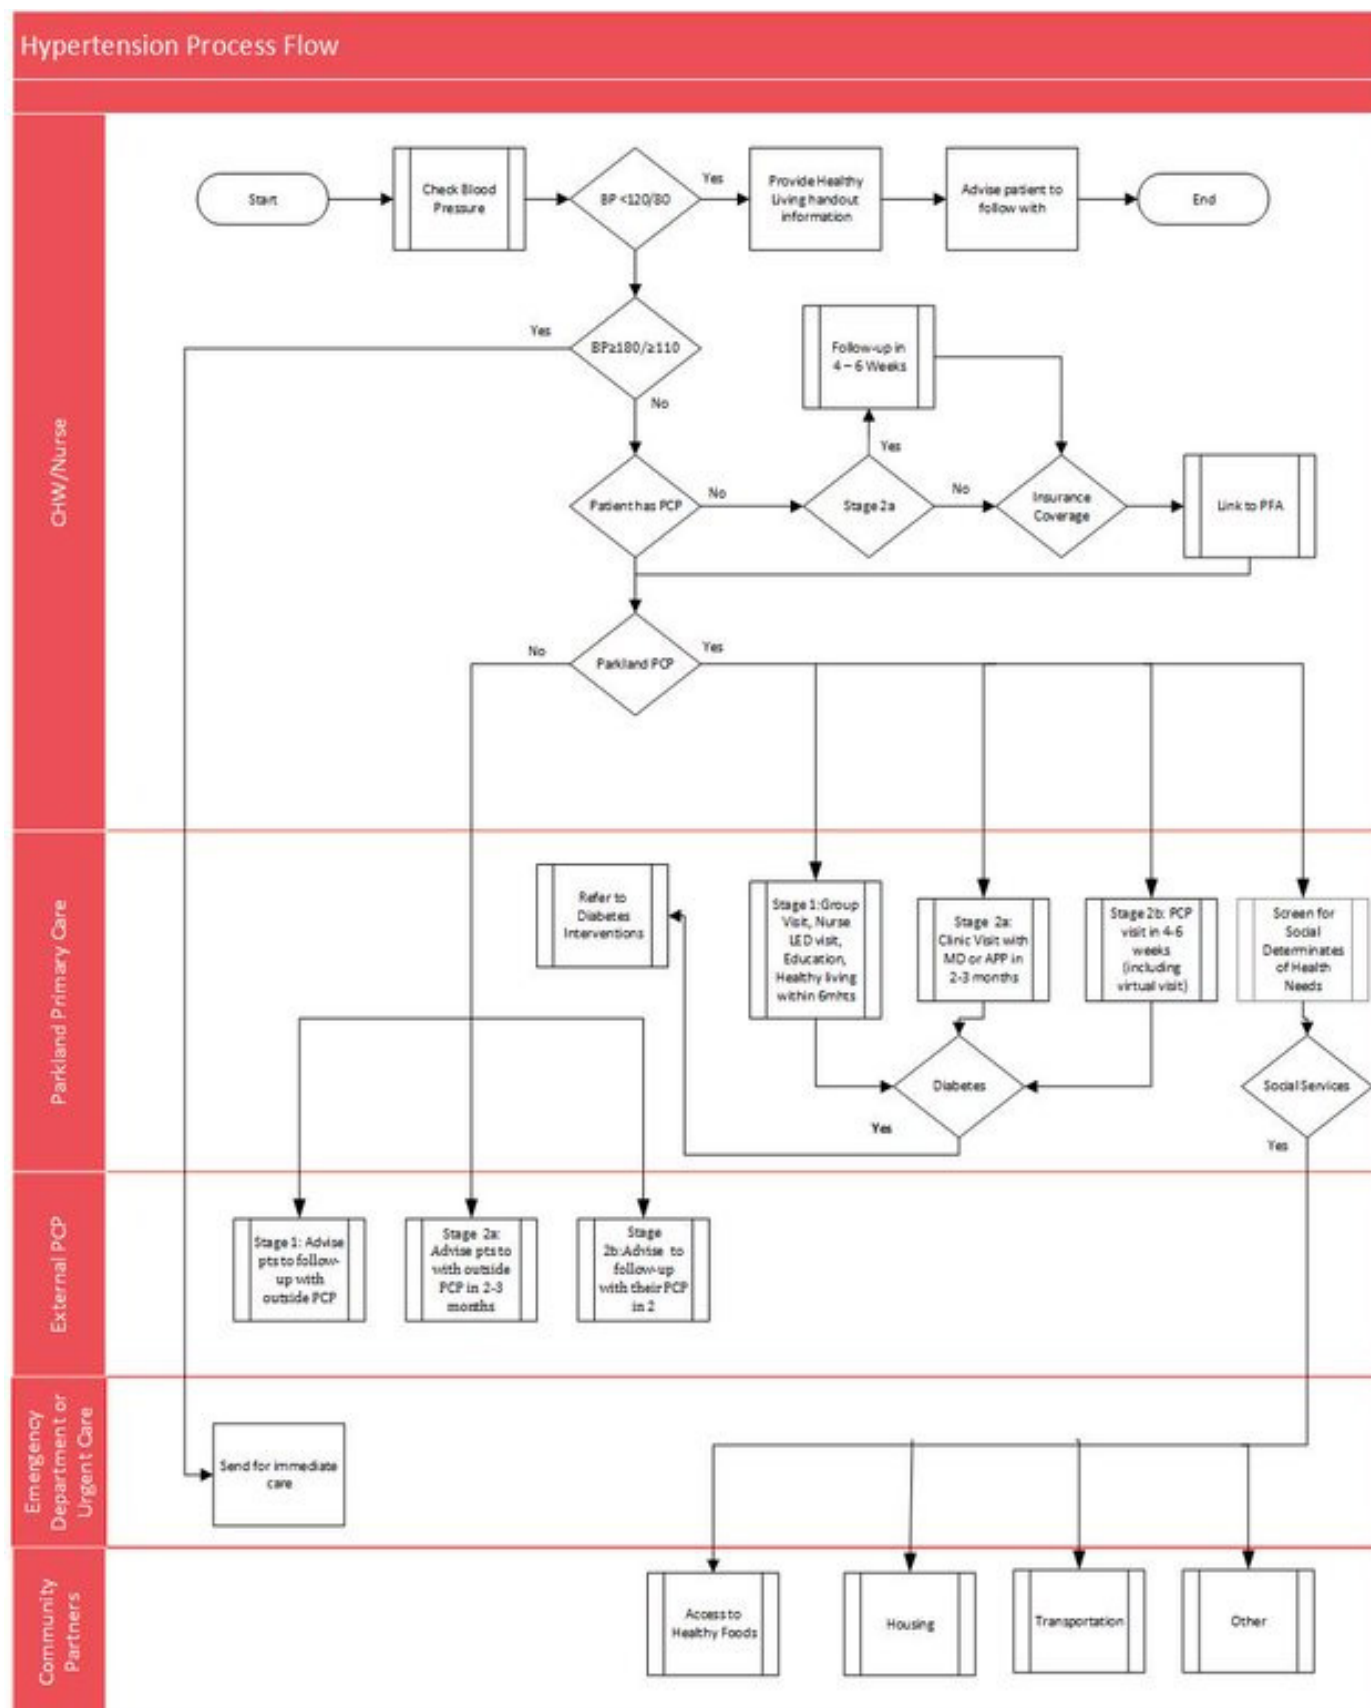 Hypertension Process Flow
CHW/Nurse
Start
Check Blood
Pressure
BP <120/80
Yes
Provide Healthy
Living handout
information
Advise patient to
follow with
End
Yes
BP≥180/≥110
No
Follow-up in
4 – 6 Weeks
Yes
Patient has PCP
No
Stage 2a
No
Insurance
Coverage
Link to PFA
No
Parkland PCP
Yes
Parkland Primary Care
Refer to
Diabetes
Interventions
Stage 1:Group
Visit, Nurse
LED visit,
Education,
Healthy living
within 6mhts
Stage 2a:
Clinic Visit with
MD or APP in
2-3 months
Stage 2b: PCP
visit in 4-6
weeks
(including
virtual visit)
Screen for
Social
Determinates
of Health
Needs
Diabetes
Yes
Social Services
Yes
External PCP
Stage 1: Advise
pts to follow-
up with
outside PCP
Stage 2a:
Advise pts to
with outside
PCP in 2-3
months
Stage
2b:Advise to
follow-up
with their PCP
in 2
Emergency
Department or
Urgent Care
Send for immediate
care
Community
Partners
Access to
Healthy Foods
Housing
Transportation
Other